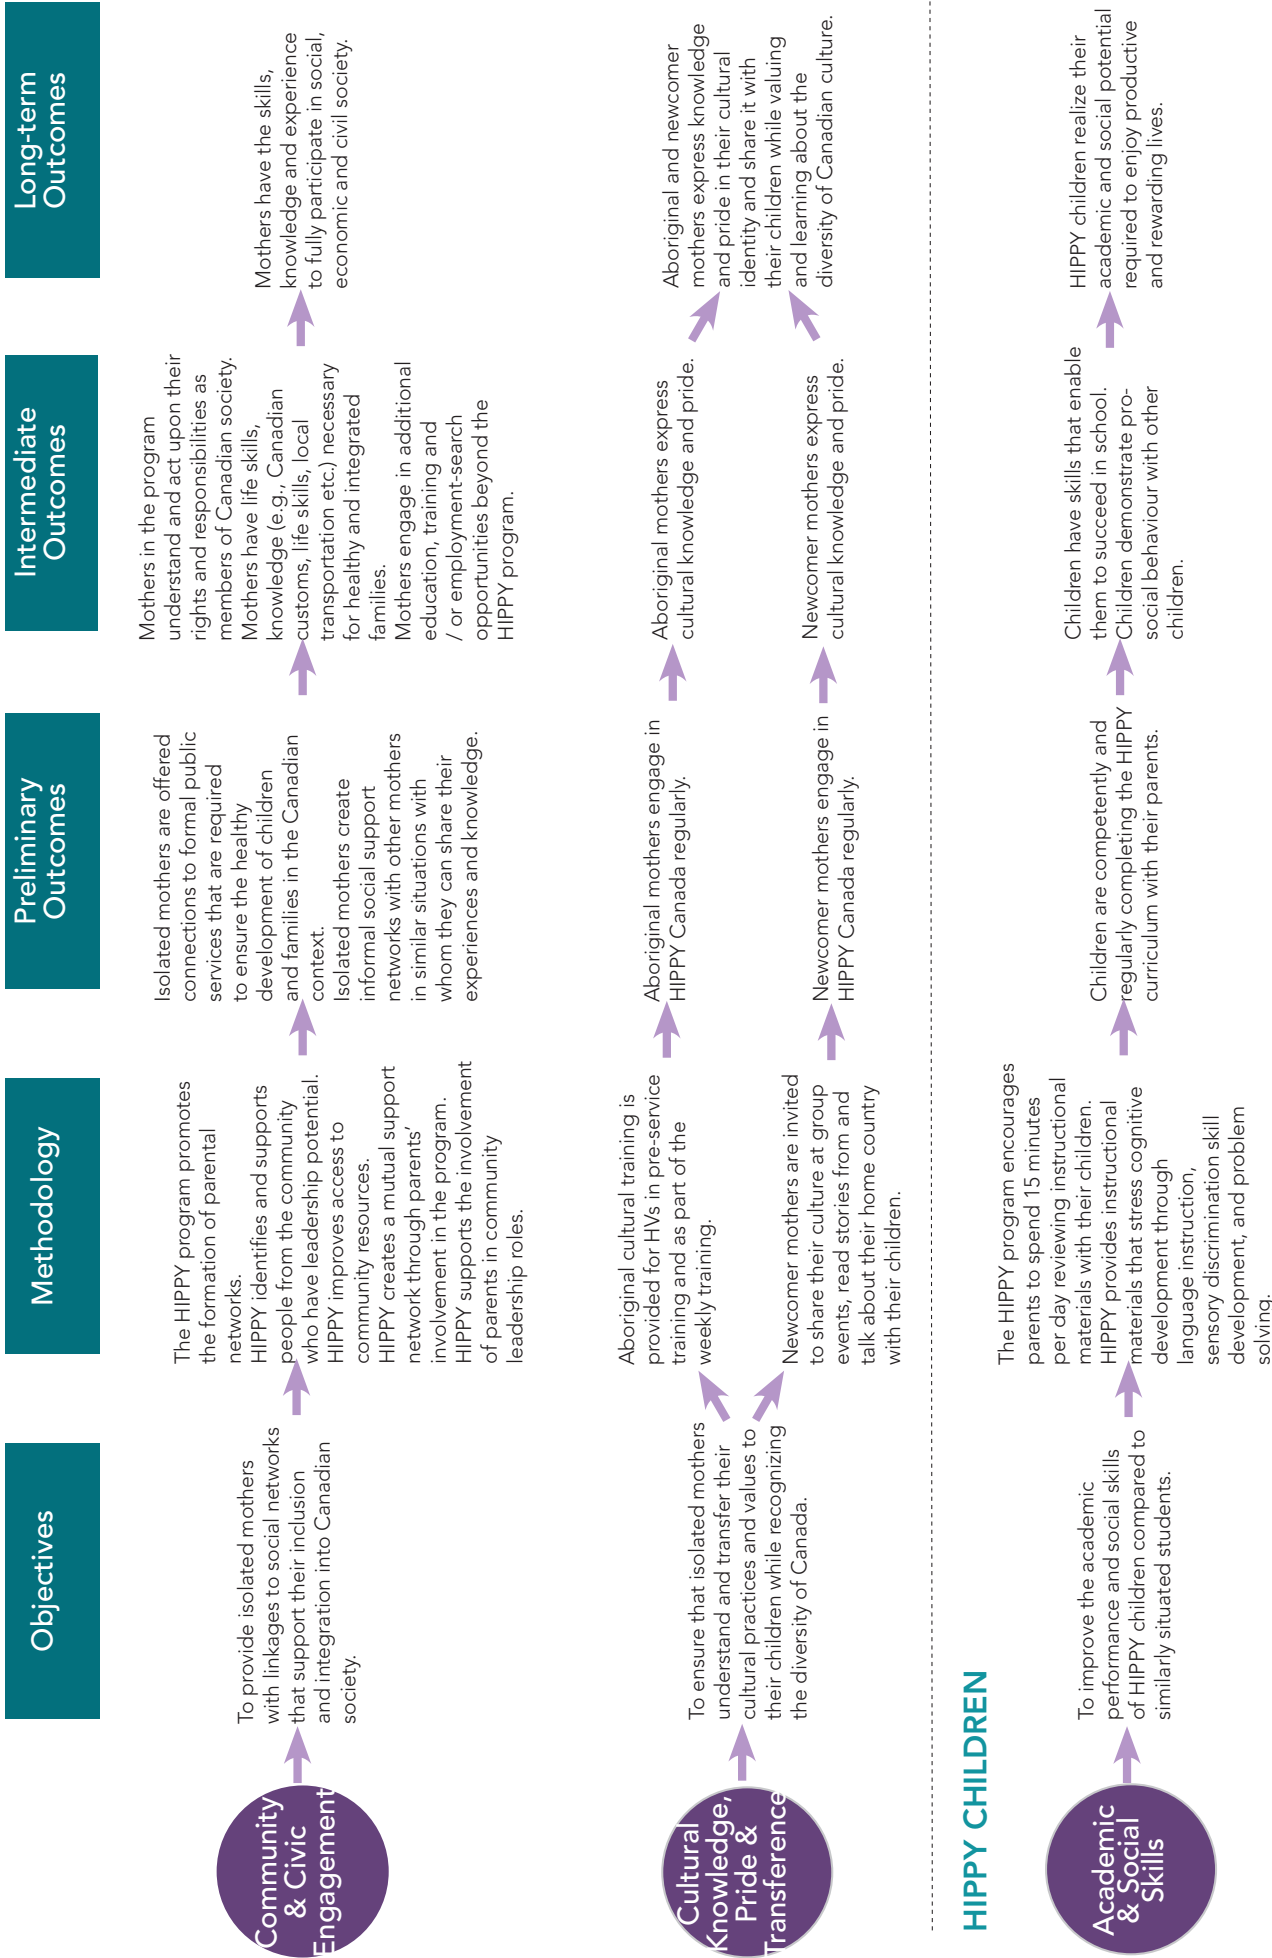 Objectives
Methodology
Preliminary
Outcomes
Intermediate
Outcomes
Long-term
Outcomes
Community
& Civic
Engagement
To provide isolated mothers
with linkages to social networks
that support their inclusion
and integration into Canadian
society.
The HIPPY program promotes
the formation of parental
networks.
HIPPY identifies and supports
people from the community
who have leadership potential.
HIPPY improves access to
community resources.
HIPPY creates a mutual support
network through parents’
involvement in the program.
HIPPY supports the involvement
of parents in community
leadership roles.
Isolated mothers are offered
connections to formal public
services that are required
to ensure the healthy
development of children
and families in the Canadian
context.
Isolated mothers create
informal social support
networks with other mothers
in similar situations with
whom they can share their
experiences and knowledge.
Mothers in the program
understand and act upon their
rights and responsibilities as
members of Canadian society.
Mothers have life skills,
knowledge (e.g., Canadian
customs, life skills, local
transportation etc.) necessary
for healthy and integrated
families.
Mothers engage in additional
education, training and
/ or employment-search
opportunities beyond the
HIPPY program.
Mothers have the skills,
knowledge and experience
to fully participate in social,
economic and civil society.
Cultural
Knowledge,
Pride &
Transference
To ensure that isolated mothers
understand and transfer their
cultural practices and values to
their children while recognizing
the diversity of Canada.
Aboriginal cultural training is
provided for HVs in pre-service
training and as part of the
weekly training.
Newcomer mothers are invited
to share their culture at group
events, read stories from and
talk about their home country
with their children.
Aboriginal mothers engage in
HIPPY Canada regularly.
Newcomer mothers engage in
HIPPY Canada regularly.
Aboriginal mothers express
cultural knowledge and pride.
Newcomer mothers express
cultural knowledge and pride.
Aboriginal and newcomer
mothers express knowledge
and pride in their cultural
identity and share it with
their children while valuing
and learning about the
diversity of Canadian culture.
HIPPY CHILDREN
Academic
& Social
Skills
To improve the academic
performance and social skills
of HIPPY children compared to
similarly situated students.
The HIPPY program encourages
parents to spend 15 minutes
per day reviewing instructional
materials with their children.
HIPPY provides instructional
materials that stress cognitive
development through
language instruction,
sensory discrimination skill
development, and problem
solving.
Children are competently and
regularly completing the HIPPY
curriculum with their parents.
Children have skills that enable
them to succeed in school.
Children demonstrate pro-
social behaviour with other
children.
HIPPY children realize their
academic and social potential
required to enjoy productive
and rewarding lives.